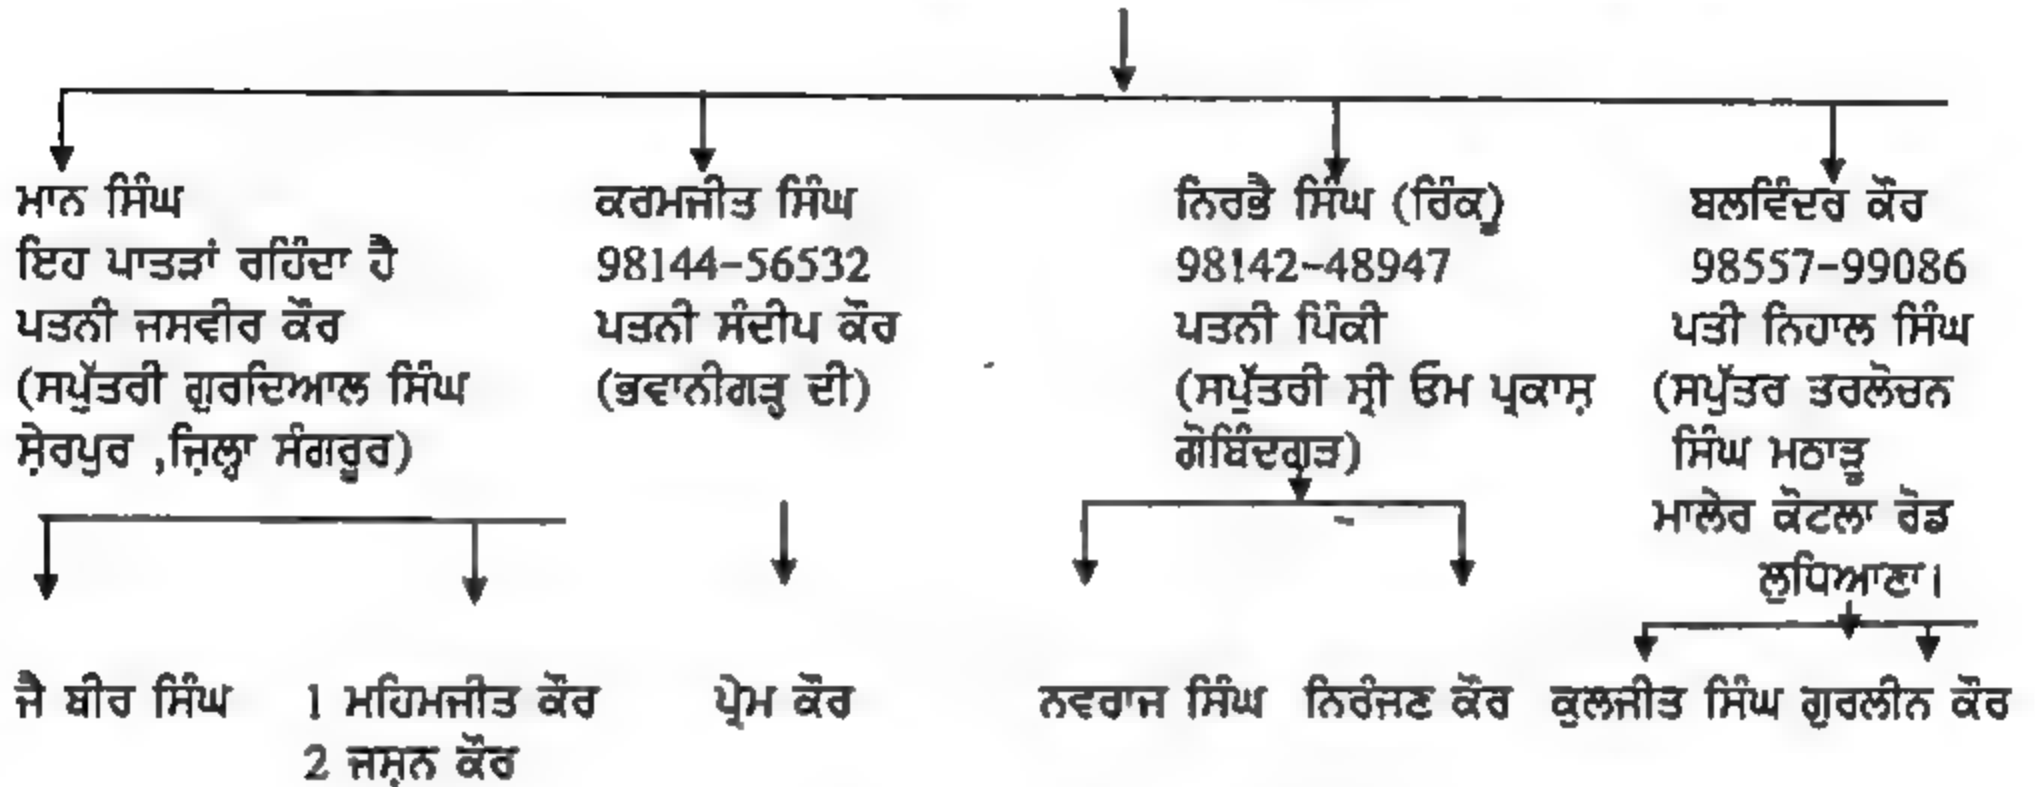 ਮਾਨ ਸਿੰਘ
ਇਹ ਪਾਤੜਾਂ ਰਹਿੰਦਾ ਹੈ
ਪਤਨੀ ਜਸਵੀਰ ਕੌਰ
(ਸਪੁੱਤਰੀ ਗੁਰਦਿਆਲ ਸਿੰਘ
ਸ਼ੇਰਪੁਰ ,ਜ਼ਿਲ੍ਹਾ ਸੰਗਰੂਰ)
ਕਰਮਜੀਤ ਸਿੰਘ
98144-56532
ਪਤਨੀ ਸੰਦੀਪ ਕੌਰ
(ਭਵਾਨੀਗੜ੍ਹ ਦੀ)
ਨਿਰਭੈ ਸਿੰਘ (ਰਿੰਕੂ)
98142-48947
ਪਤਨੀ ਪਿੰਕੀ
(ਸਪੁੱਤਰੀ ਸ੍ਰੀ ਓਮ ਪ੍ਰਕਾਸ਼
ਗੋਬਿੰਦਗੜ)
ਬਲਵਿੰਦਰ ਕੌਰ
98557-99086
ਪਤੀ ਨਿਹਾਲ ਸਿੰਘ
(ਸਪੁੱਤਰ ਤਰਲੋਚਨ
ਸਿੰਘ ਮਠਾੜੂ
ਮਾਲੇਰ ਕੋਟਲਾ ਰੋਡ
ਲੁਧਿਆਣਾ।
ਜੈ ਬੀਰ ਸਿੰਘ
1 ਮਹਿਮਜੀਤ ਕੌਰ
2 ਜਸ਼ਨ ਕੌਰ
ਪ੍ਰੇਮ ਕੌਰ
ਨਵਰਾਜ ਸਿੰਘ
ਨਿਰੰਜਣ ਕੌਰ
ਕੁਲਜੀਤ ਸਿੰਘ
ਗੁਰਲੀਨ ਕੌਰ